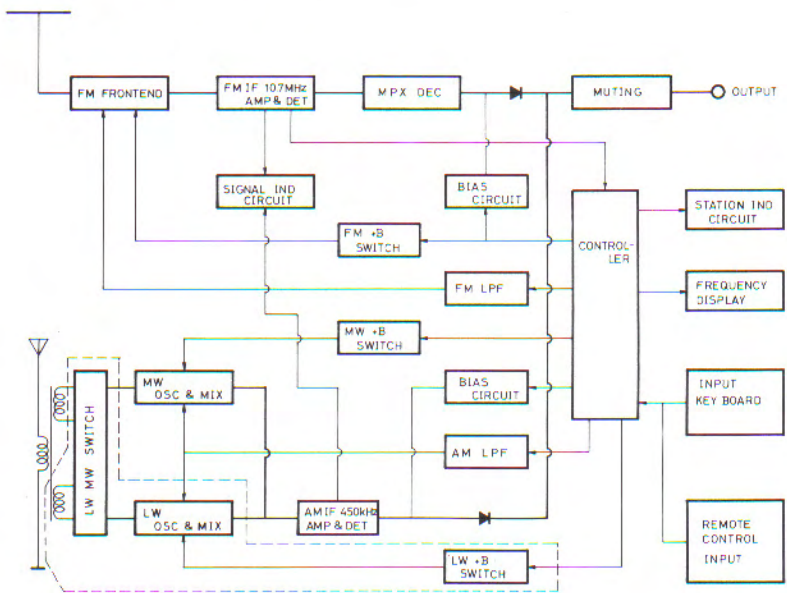 FM FRONTEND
FM IF 10.7MHz
AMP & DET
MPX DEC
MUTING
OUTPUT
SIGNAL IND
CIRCUIT
BIAS
CIRCUIT
STATION IND
CIRCUIT
FM +B
SWITCH
CONTROL-
LER
FM LPF
FREQUENCY
DISPLAY
MW +B
SWITCH
LW MW SWITCH
MW
OSC & MIX
BIAS
CIRCUIT
INPUT
KEY BOARD
AM LPF
LW
OSC & MIX
AM IF 450kHz
AMP & DET
REMOTE
CONTROL
INPUT
LW +B
SWITCH